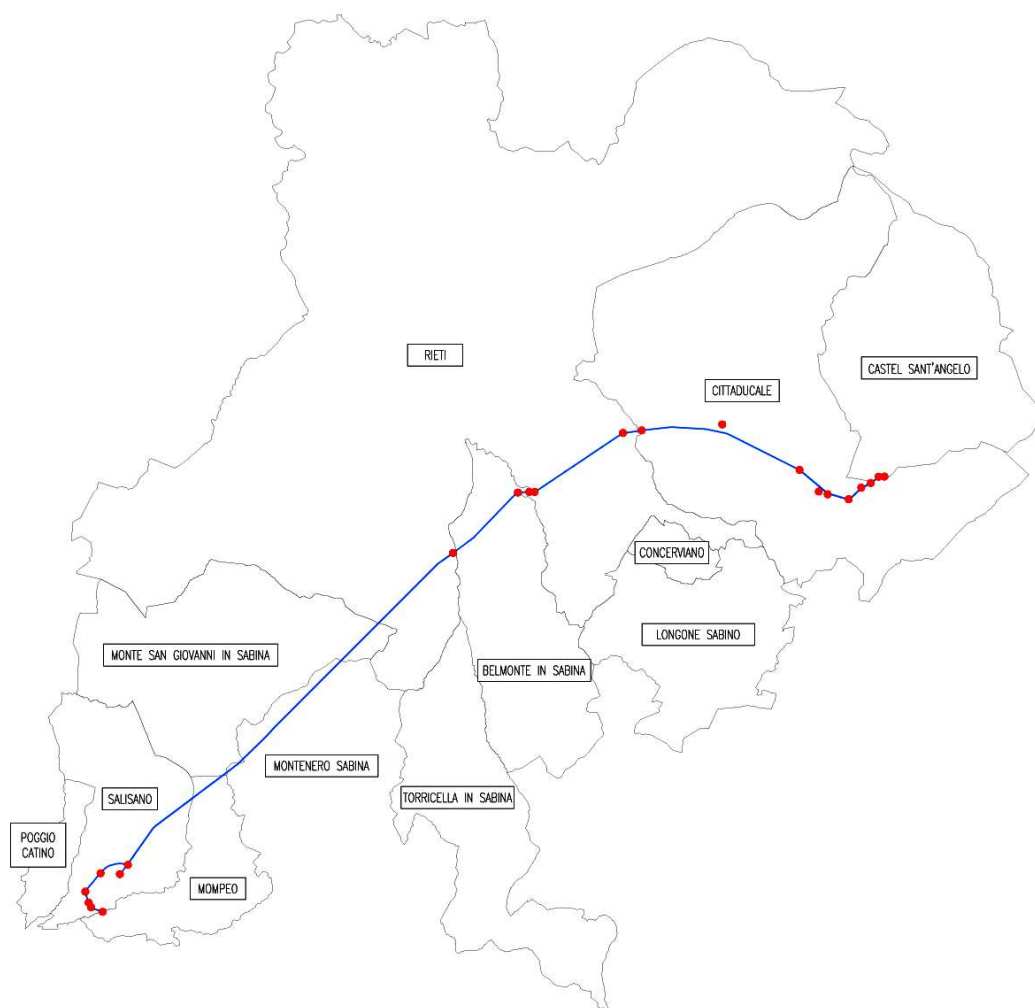 RIETI
CASTEL SANT'ANGELO
CITTADUCALE
CONCERVIANO
LONGONE SABINO
MONTE SAN GIOVANNI IN SABINA
BELMONTE IN SABINA
MONTENERO SABINA
SALISANO
TORRICELLA IN SABINA
POGGIO
CATINO
MOMPEO